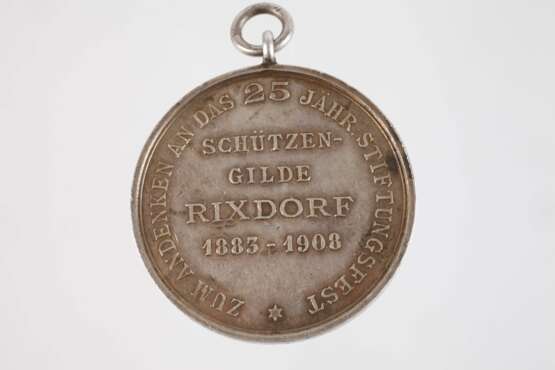 ZUM ANDENKEN AN DAS 25 JÄHR. STIFTUNGSFEST
SCHÜTZEN-
GILDE
RIXDORF
1883-1908